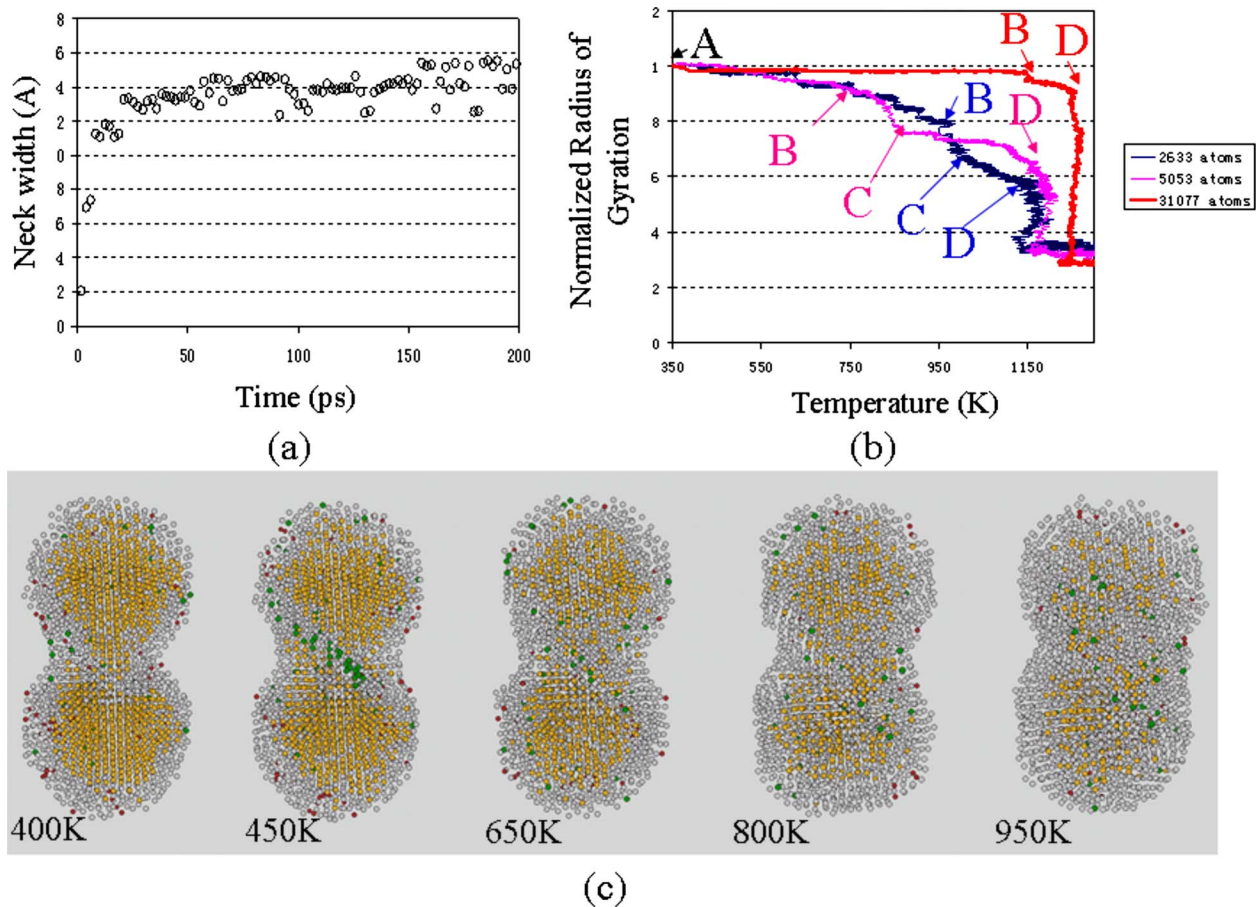 Neck width (A)
8
6
4
2
0
8
6
4
2
0
0 50 100 150 200
Time (ps)
(a)
Normalized Radius of
Gyration
2
1
8
6
4
2
0
A
B
D
B
B
D
C
C
D
350 550 750 950 1150
Temperature (K)
2633 atoms
5053 atoms
31077 atoms
(b)
400K 450K 650K 800K 950K
(c)